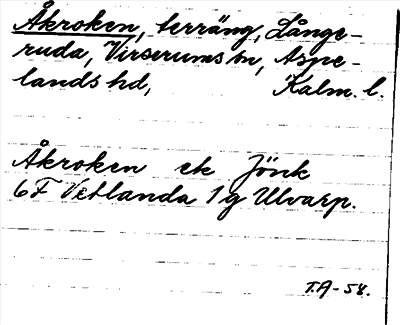 Åkroken, terräng, Långe-
ruda, Virserums sn, Aspe-
lands hd, Kalm. l.
Åkroken ek Jönk
6F Vetlanda 1g Ulvarp.
T.A-58.